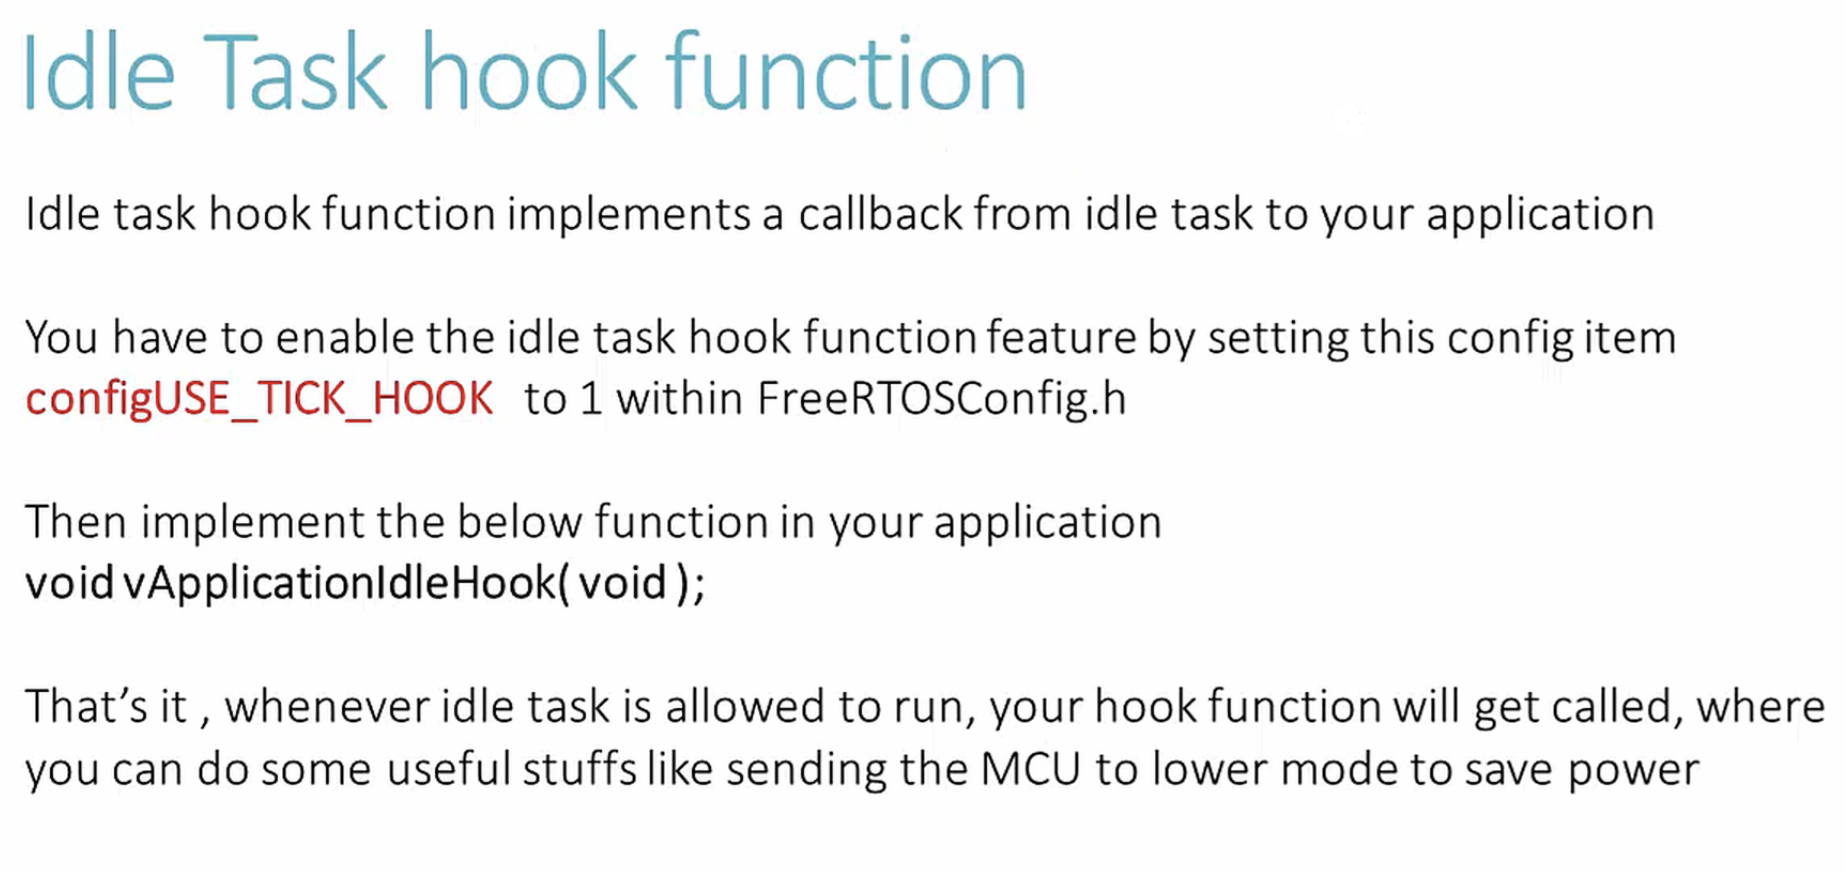 Idle Task hook function
Idle task hook function implements a callback from idle task to your application
You have to enable the idle task hook function feature by setting this config item
configUSE_TICK_HOOK to 1 within FreeRTOSConfig.h
Then implement the below function in your application
void vApplicationIdleHook( void );
That’s it , whenever idle task is allowed to run, your hook function will get called, where
you can do some useful stuffs like sending the MCU to lower mode to save power